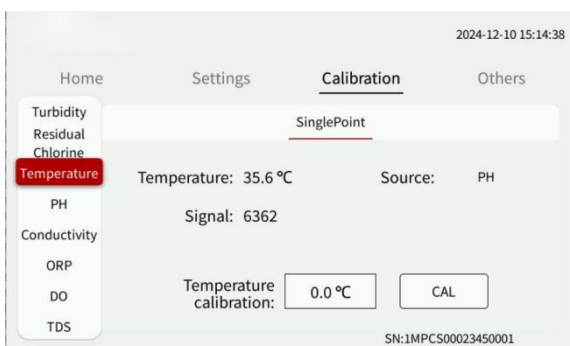 2024-12-10 15:14:38
Home Settings Calibration Others
Turbidity
Residual
Chlorine
Temperature
PH
Conductivity
ORP
DO
TDS
SinglePoint
Temperature: 35.6 ℃ Source: PH
Signal: 6362
Temperature
calibration: 0.0 ℃ CAL
SN:1MPCS00023450001